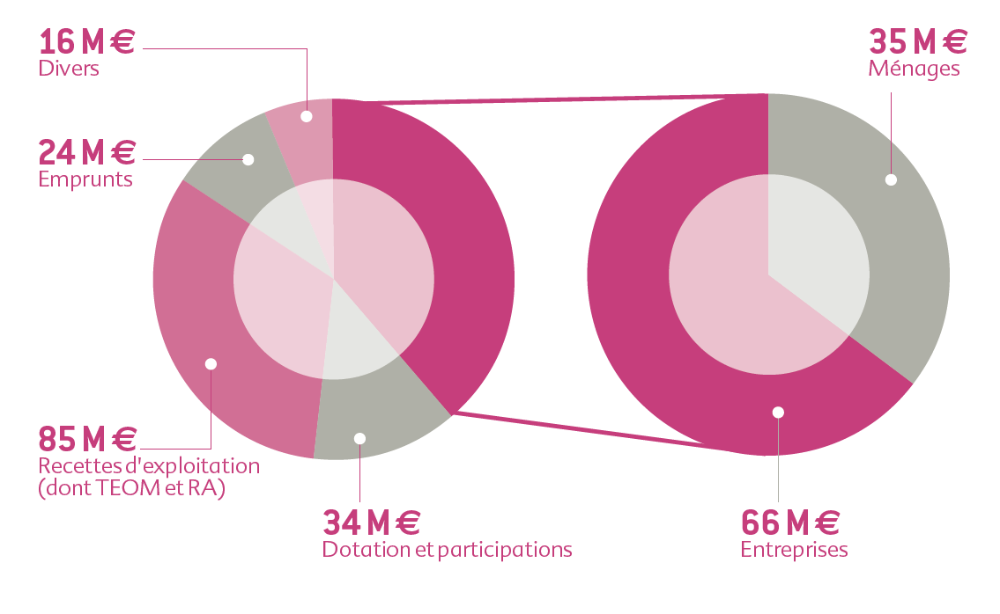 16 M €
Divers
35 M €
Ménages
24 M €
Emprunts
85 M €
Recettes d'exploitation
(dont TEOM et RA)
34 M €
Dotation et participations
66 M €
Entreprises